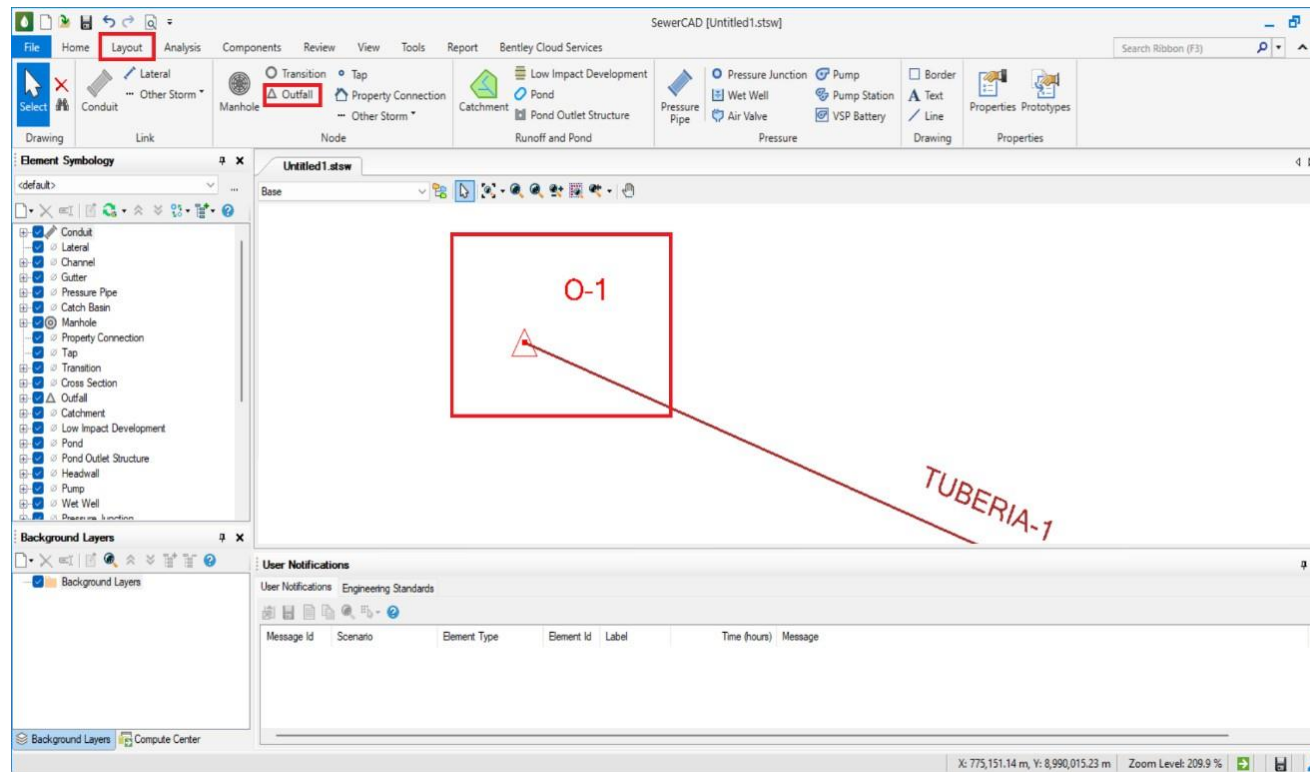 SewerCAD [Untitled1.stsw]
File Home Layout Analysis Components Review View Tools Report Bentley Cloud Services Search Ribbon (F3)
Select
Conduit
Lateral
Other Storm
Manhole
Transition
Tap
Outfall
Property Connection
Other Storm
Catchment
Low Impact Development
Pond
Pond Outlet Structure
Pressure Pipe
Pressure Junction
Pump
Wet Well
Pump Station
Air Valve
VSP Battery
Border
Text
Line
Properties
Prototypes
Drawing Link Node Runoff and Pond Pressure Drawing Properties
Element Symbology
<default>
...
Conduit
Lateral
Channel
Gutter
Pressure Pipe
Catch Basin
Manhole
Property Connection
Tap
Transition
Cross Section
Outfall
Catchment
Low Impact Development
Pond
Pond Outlet Structure
Headwall
Pump
Wet Well
Pressure Junction
Untitled1.stsw
Base
O-1
TUBERIA-1
Background Layers
Background Layers
Background Layers Compute Center
User Notifications
User Notifications Engineering Standards
Message Id Scenario Element Type Element Id Label Time (hours) Message
X: 775,151.14 m, Y: 8,990,015.23 m Zoom Level: 209.9 %